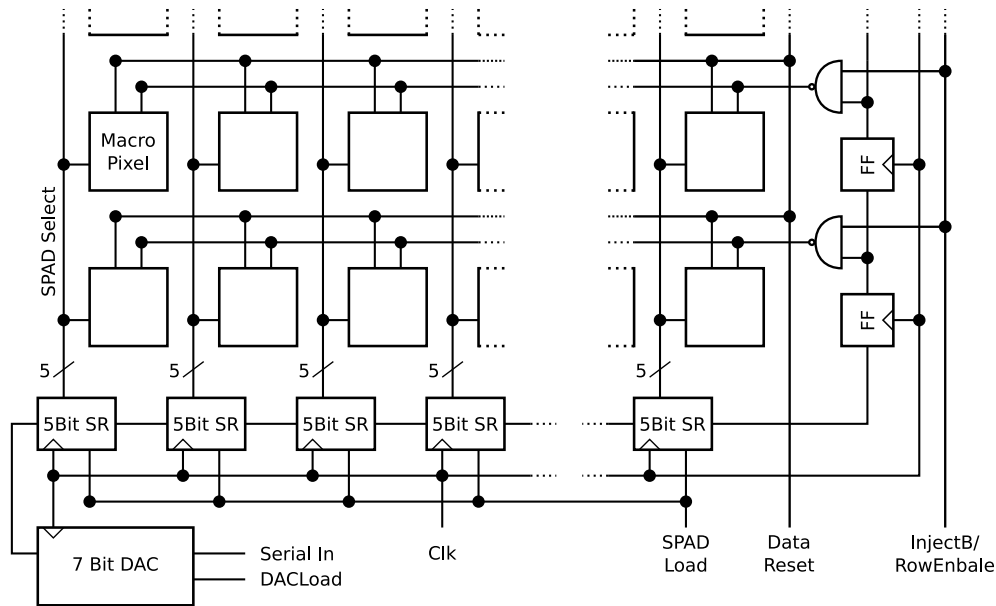 Macro
Pixel
FF
SPAD Select
FF
5
5
5
5
5
5Bit SR
5Bit SR
5Bit SR
5Bit SR
5Bit SR
7 Bit DAC
Serial In
DACLoad
Clk
SPAD
Load
Data
Reset
InjectB/
RowEnbale